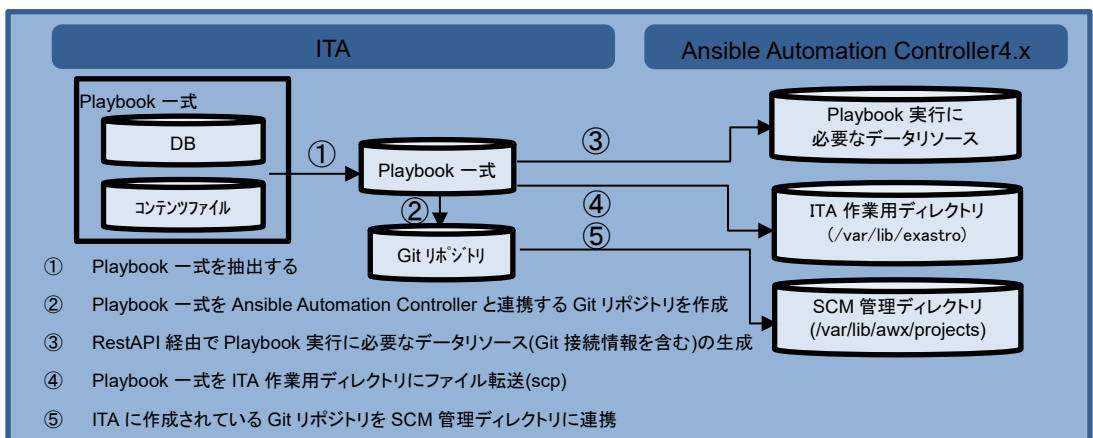 ITA
Ansible Automation Controller4.x
Playbook 一式
DB
コンテンツファイル
①
Playbook 一式
②
Git リポジトリ
③
④
⑤
Playbook 実行に
必要なデータリソース
ITA 作業用ディレクトリ
(/var/lib/exastro)
SCM 管理ディレクトリ
(/var/lib/awx/projects)
① Playbook 一式を抽出する
② Playbook 一式を Ansible Automation Controller と連携する Git リポジトリを作成
③ RestAPI 経由で Playbook 実行に必要なデータリソース(Git 接続情報を含む)の生成
④ Playbook 一式を ITA 作業用ディレクトリにファイル転送(scp)
⑤ ITA に作成されている Git リポジトリを SCM 管理ディレクトリに連携